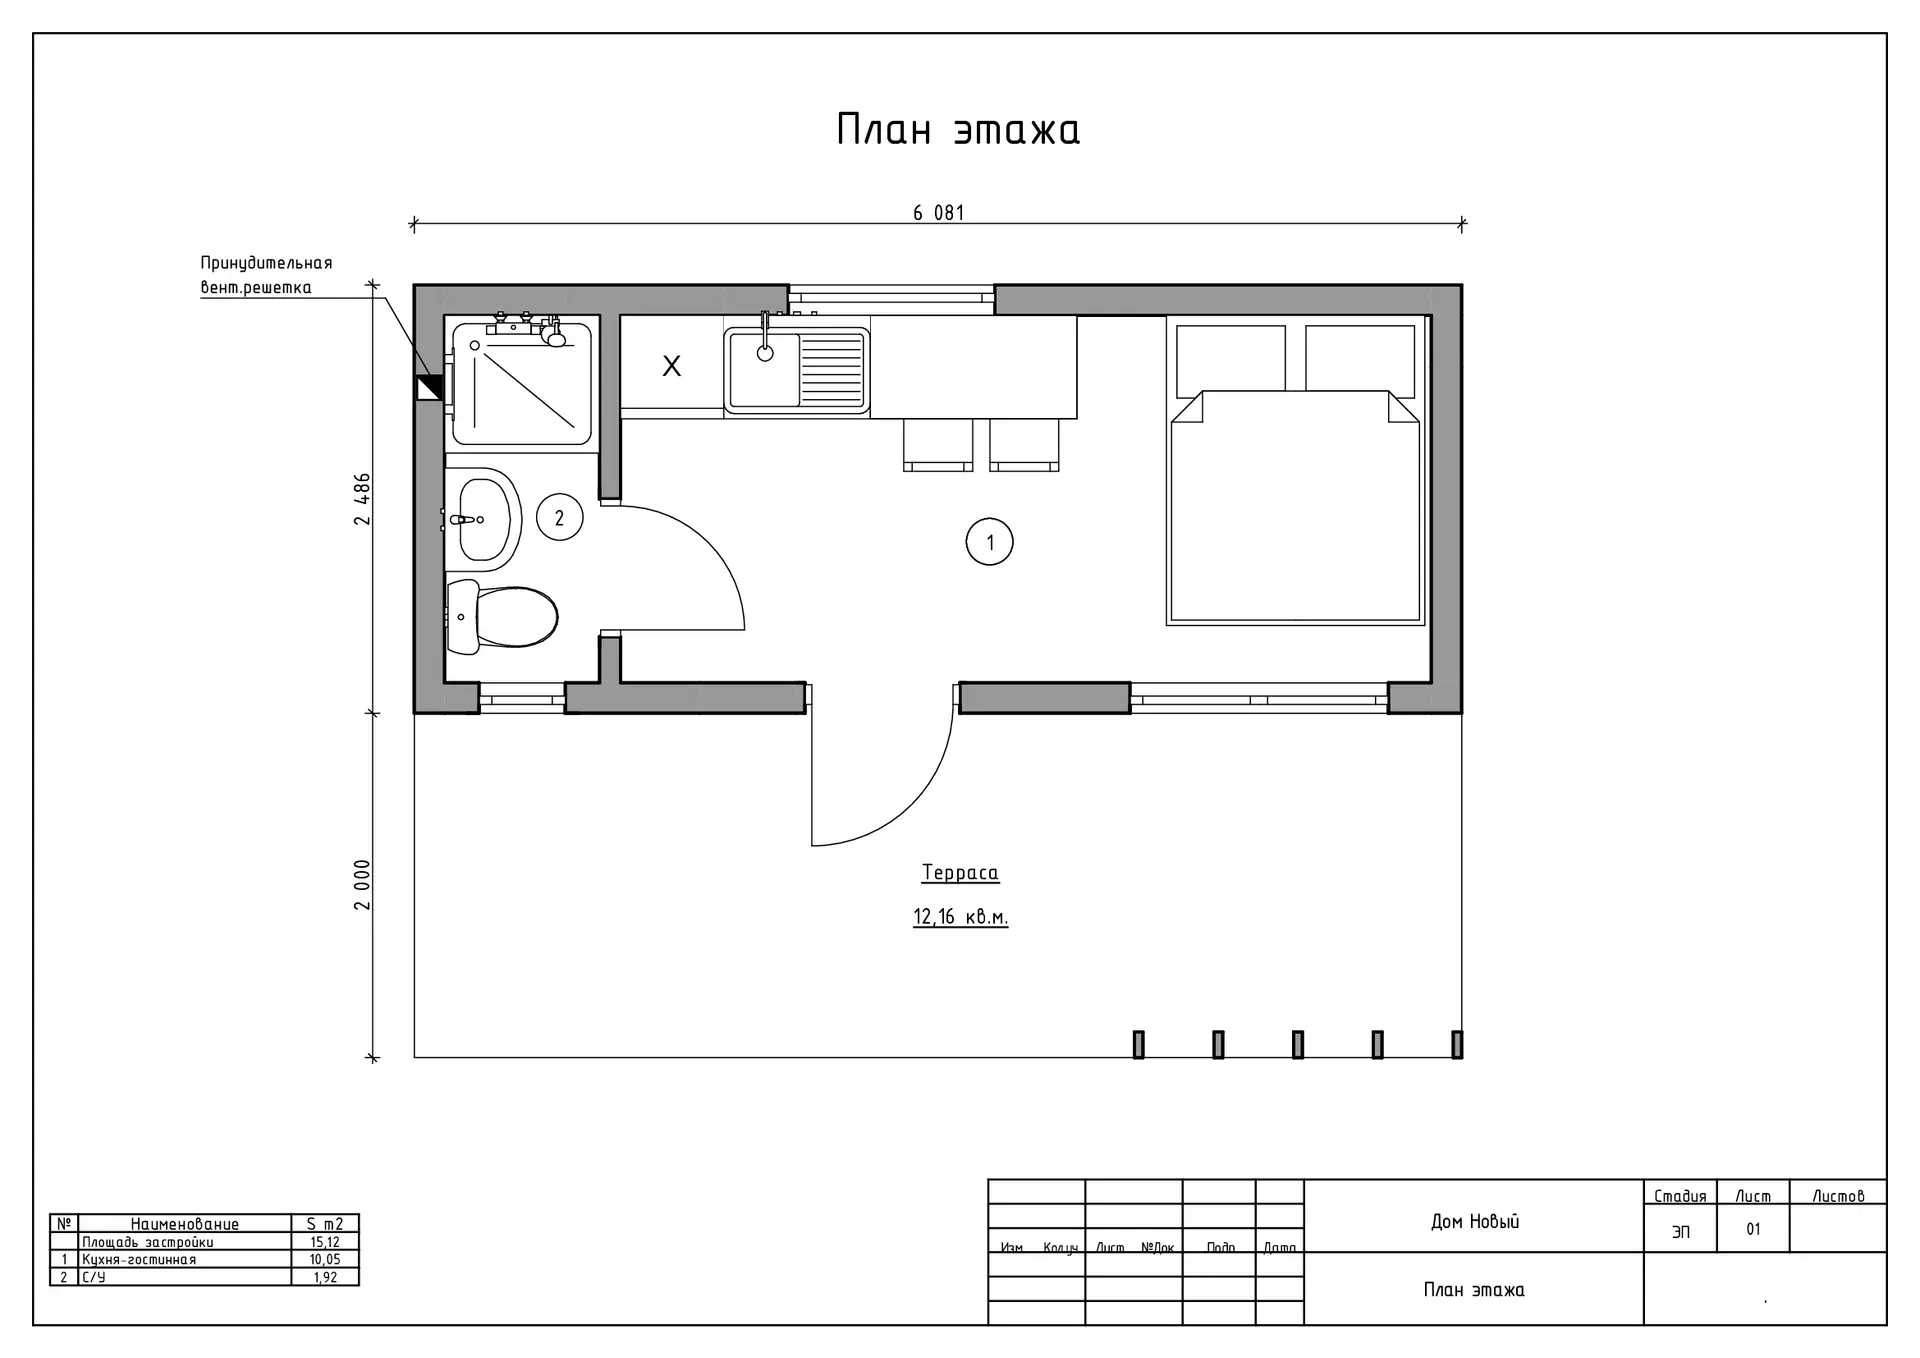 План этажа
6 081
Принудительная
вент.решетка
2 486
X
2
1
2 000
Терраса
12,16 кв.м.
№ Наименование S m2
Площадь застройки 15,12
1 Кухня-гостинная 10,05
2 С/У 1,92
Изм. Кол.уч Лист №Док. Подп. Дата
Дом Новый
План этажа
Стадия Лист Листов
ЭП 01